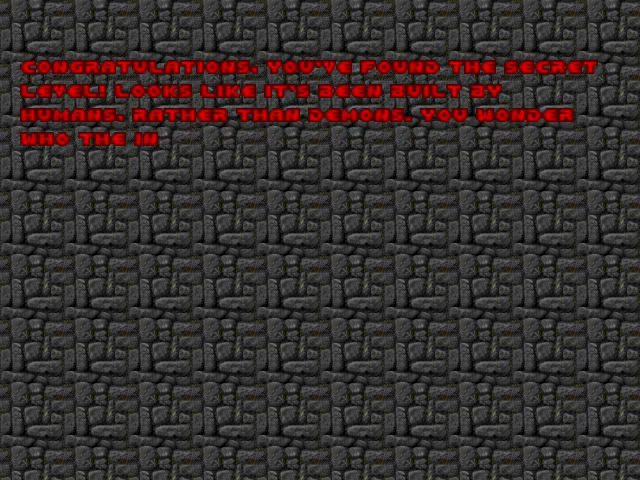 CONGRATULATIONS, YOU'VE FOUND THE SECRET
LEVEL! LOOKS LIKE IT'S BEEN BUILT BY
HUMANS, RATHER THAN DEMONS. YOU WONDER
WHO THE IN